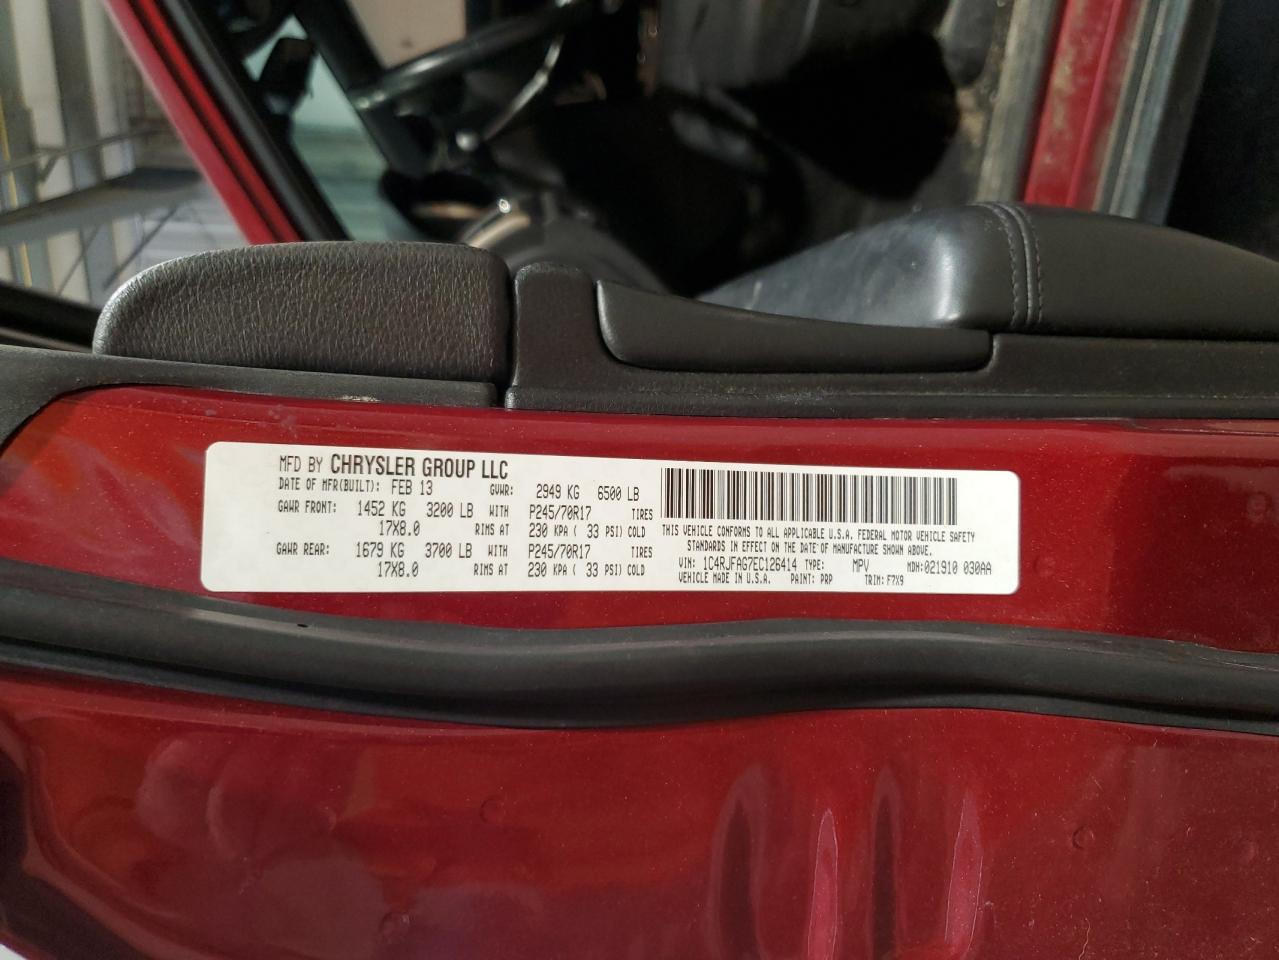 MFD BY CHRYSLER GROUP LLC
DATE OF MFR(BUILT): FEB 13 GVWR: 2949 KG 6500 LB
GAWR FRONT: 1452 KG 3200 LB WITH P245/70R17 TIRES
17X8.0 RIMS AT 230 KPA ( 33 PSI) COLD
GAWR REAR: 1679 KG 3700 LB WITH P245/70R17 TIRES
17X8.0 RIMS AT 230 KPA ( 33 PSI) COLD
THIS VEHICLE CONFORMS TO ALL APPLICABLE U.S.A. FEDERAL MOTOR VEHICLE SAFETY
STANDARDS IN EFFECT ON THE DATE OF MANUFACTURE SHOWN ABOVE.
VIN: 1C4RJFAG7EC126414 TYPE: MPV MDH:021910 030AA
VEHICLE MADE IN U.S.A. PAINT: PRP TRIM: F7X9